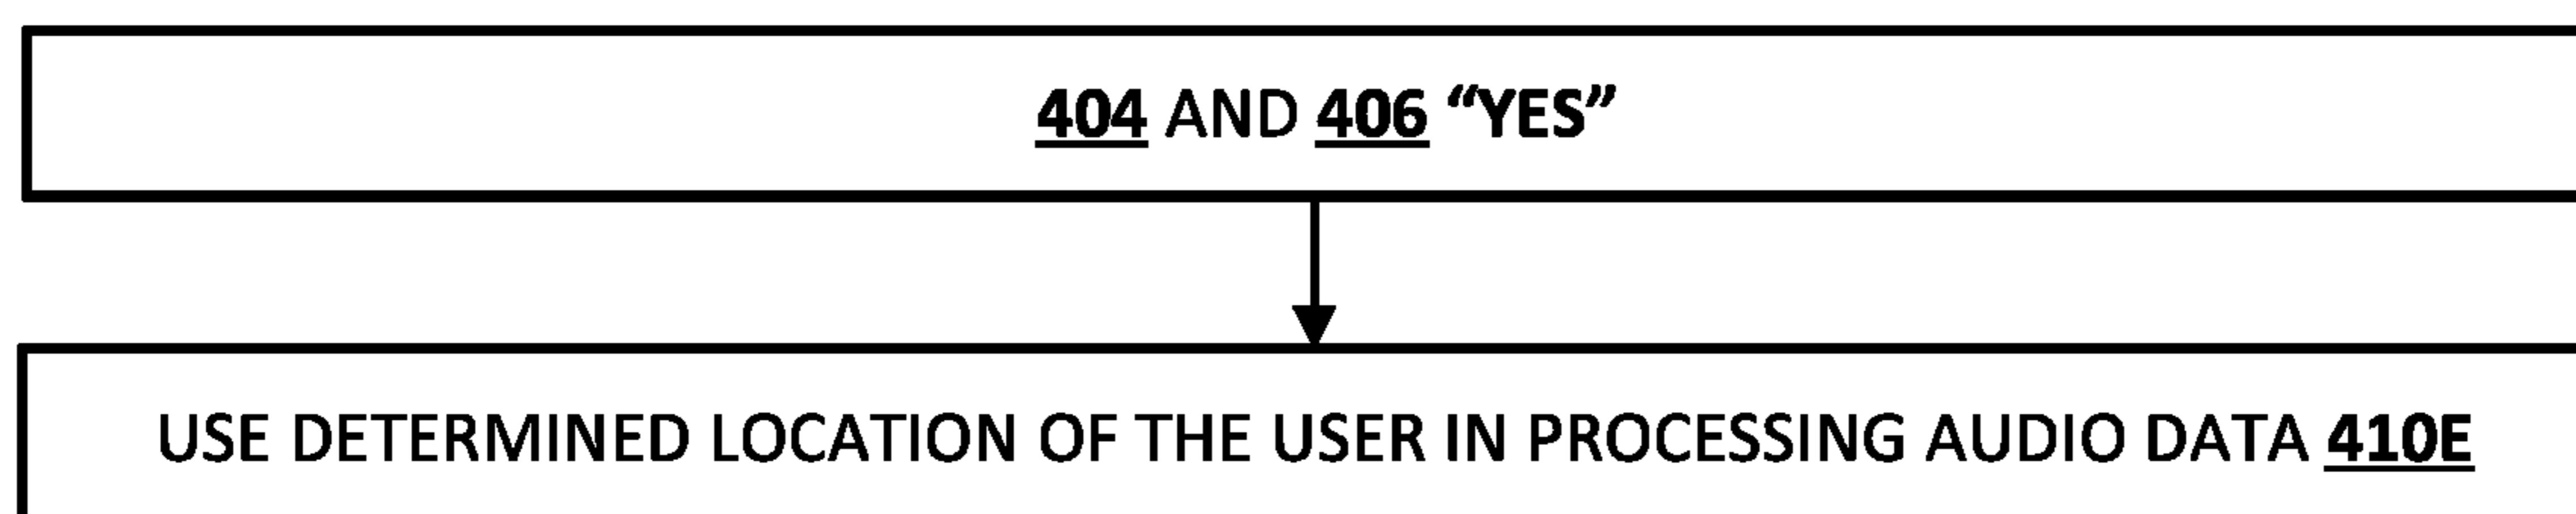 404 AND 406 “YES”
USE DETERMINED LOCATION OF THE USER IN PROCESSING AUDIO DATA 410E